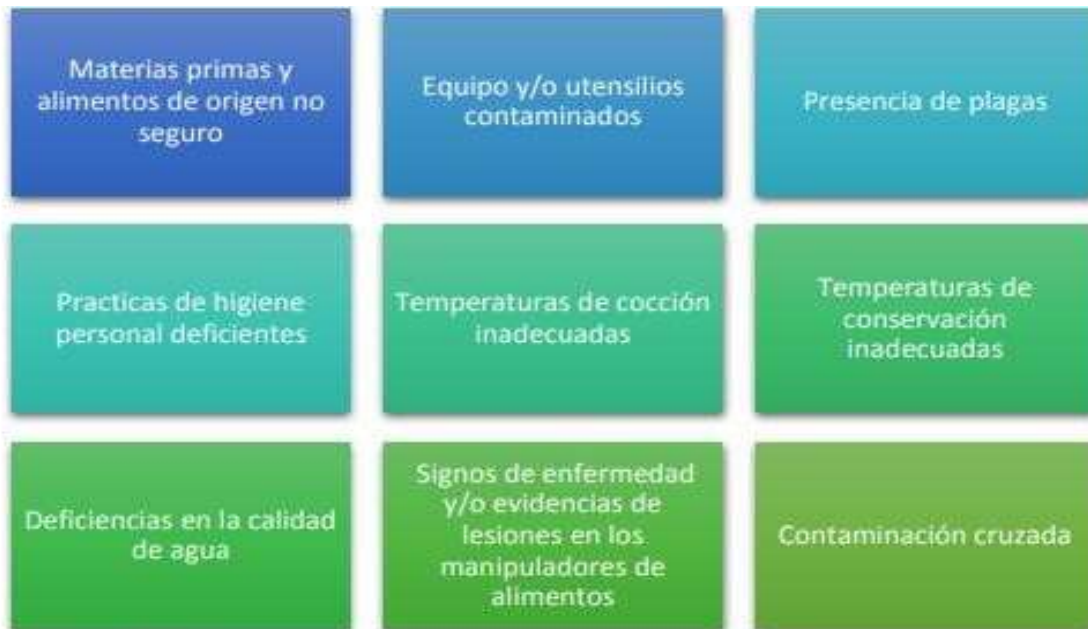 Materias primas y
alimentos de origen no
seguro
Equipo y/o utensilios
contaminados
Presencia de plagas
Practicas de higiene
personal deficientes
Temperaturas de cocción
inadecuadas
Temperaturas de
conservación
inadecuadas
Deficiencias en la calidad
de agua
Signos de enfermedad
y/o evidencias de
lesiones en los
manipuladores de
alimentos
Contaminación cruzada